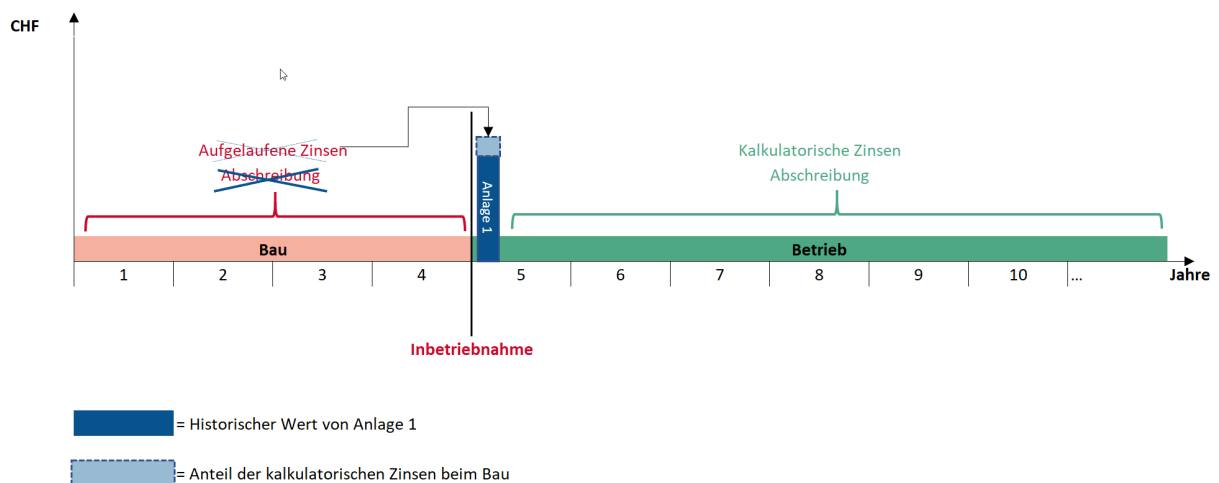 CHF
Aufgelaufene Zinsen
Abschreibung
Kalkulatorische Zinsen
Abschreibung
Anlage 1
Bau
Betrieb
1 2 3 4 5 6 7 8 9 10 ... Jahre
Inbetriebnahme
= Historischer Wert von Anlage 1
= Anteil der kalkulatorischen Zinsen beim Bau